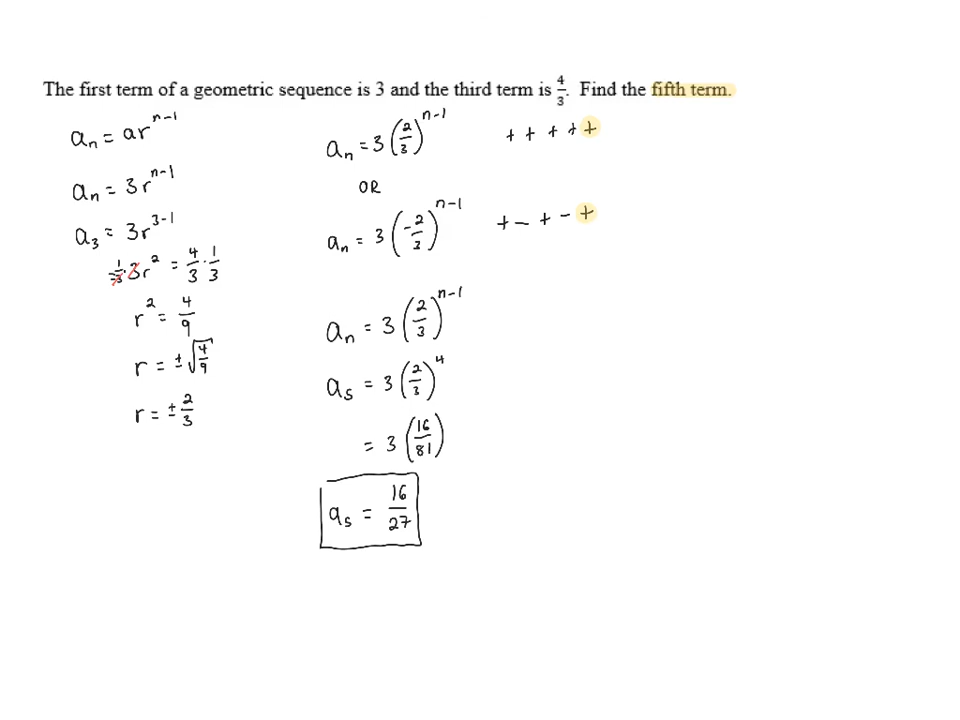 The first term of a geometric sequence is 3 and the third term is 4/3. Find the fifth term.
aₙ = ar^(n-1)
aₙ = 3r^(n-1)
a₃ = 3r^(3-1)
1/3·3r² = 4/3·1/3
r² = 4/9
r = ±√(4/9)
r = ±2/3
aₙ = 3(2/3)^(n-1)
+ + + + +
OR
aₙ = 3(-2/3)^(n-1)
+ - + - +
aₙ = 3(2/3)^(n-1)
a₅ = 3(2/3)^4
= 3(16/81)
a₅ = 16/27